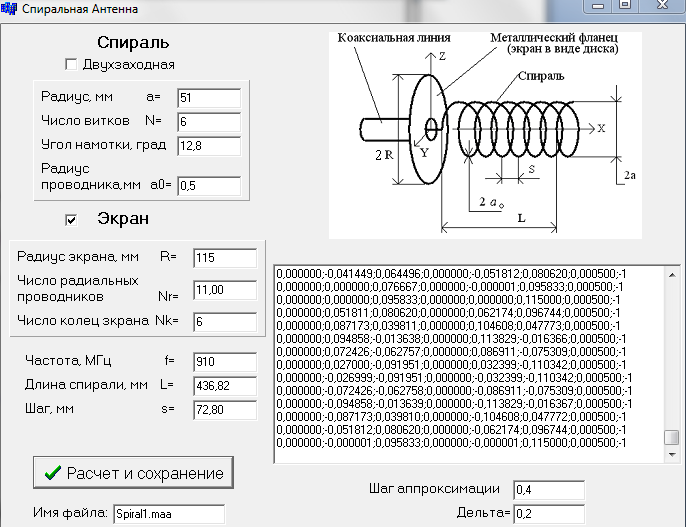 Спиральная Антенна
Спираль
Двухзаходная
Радиус, мм a= 51
Число витков N= 6
Угол намотки, град 12,8
Радиус
проводника,мм a0= 0,5
Экран
Радиус экрана, мм R= 115
Число радиальных
проводников Nr= 11,00
Число колец экрана Nk= 6
Частота, МГц f= 910
Длина спирали, мм L= 436,82
Шаг, мм s= 72,80
Расчет и сохранение
Имя файла: Spiral1.maa
Коаксиальная линия
Металлический фланец
(экран в виде диска)
Спираль
Z
X
Y
2 R
S
2a
2 a₀
L
0,000000;-0,041449;0,064496;0,000000;-0,051812;0,080620;0,000500;-1
0,000000;0,000000;0,076667;0,000000;-0,000001;0,095833;0,000500;-1
0,000000;0,000000;0,095833;0,000000;0,000000;0,115000;0,000500;-1
0,000000;0,051811;0,080620;0,000000;0,062174;0,096744;0,000500;-1
0,000000;0,087173;0,039811;0,000000;0,104608;0,047773;0,000500;-1
0,000000;0,094858;-0,013638;0,000000;0,113829;-0,016366;0,000500;-1
0,000000;0,072426;-0,062757;0,000000;0,086911;-0,075309;0,000500;-1
0,000000;0,027000;-0,091951;0,000000;0,032399;-0,110342;0,000500;-1
0,000000;-0,026999;-0,091951;0,000000;-0,032399;-0,110342;0,000500;-1
0,000000;-0,072426;-0,062758;0,000000;-0,086911;-0,075309;0,000500;-1
0,000000;-0,094858;-0,013639;0,000000;-0,113829;-0,016367;0,000500;-1
0,000000;-0,087173;0,039810;0,000000;-0,104608;0,047772;0,000500;-1
0,000000;-0,051812;0,080620;0,000000;-0,062174;0,096744;0,000500;-1
0,000000;-0,000001;0,095833;0,000000;-0,000001;0,115000;0,000500;-1
Шаг аппроксимации 0,4
Дельта= 0,2